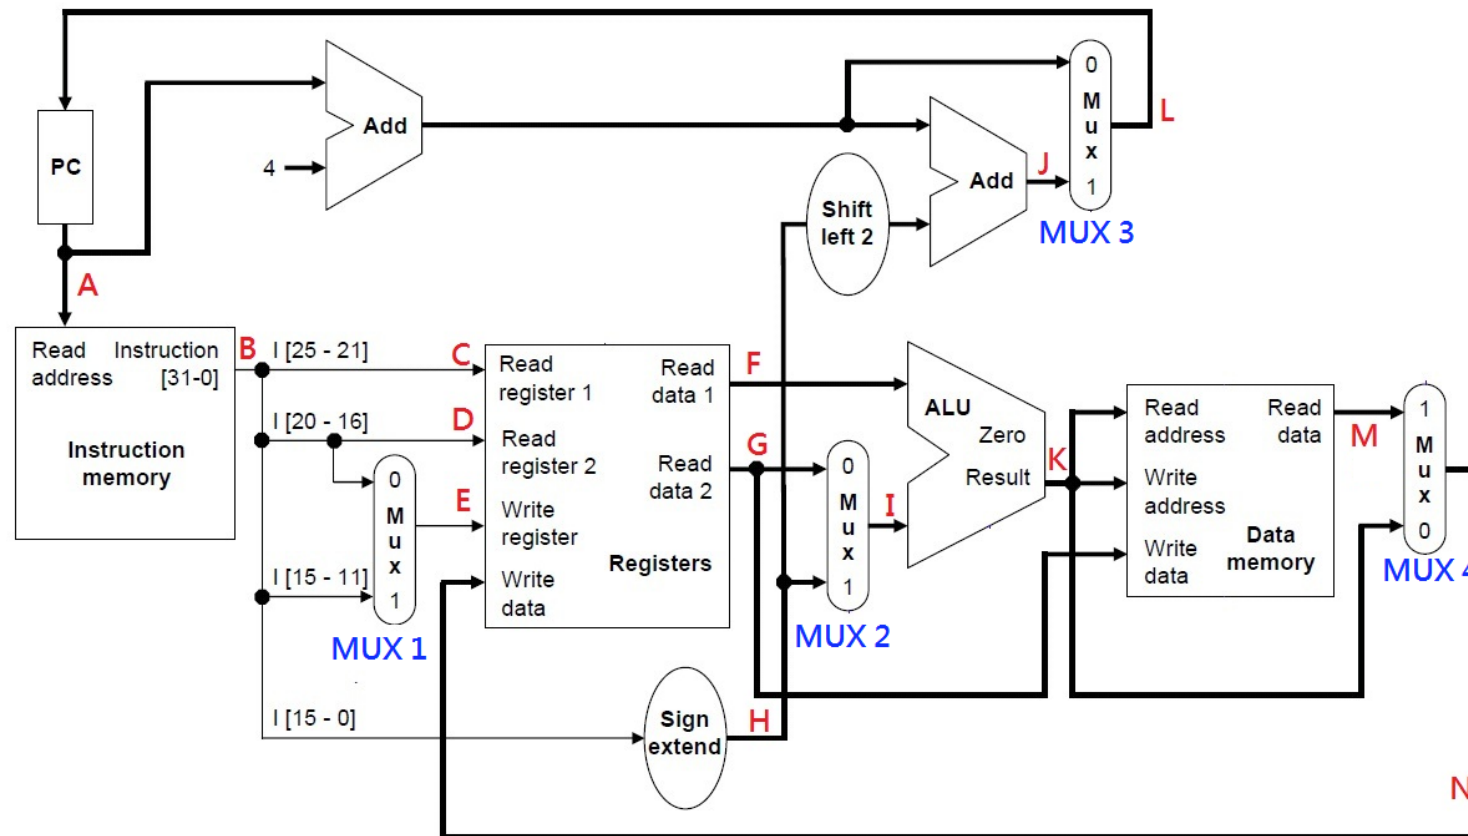 PC
A
4
Add
Add
J
0
M
u
x
1
L
MUX 3
Shift
left 2
Read
address
Instruction
[31-0]
Instruction
memory
B
I [25 - 21]
I [20 - 16]
I [15 - 11]
I [15 - 0]
C
D
E
0
M
u
x
1
MUX 1
Read
register 1
Read
register 2
Write
register
Write
data
Read
data 1
Read
data 2
Registers
F
G
H
Sign
extend
0
M
u
x
1
MUX 2
I
ALU
Zero
Result
K
Read
address
Write
address
Write
data
Read
data
Data
memory
M
1
M
u
x
0
MUX 4
N